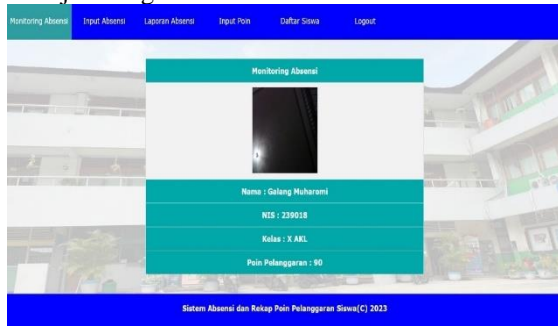 Monitoring Absensi Input Absensi Laporan Absensi Input Poin Daftar Siswa Logout
Monitoring Absensi
Nama : Galang Muharomi
NIS : 239018
Kelas : X AKL
Poin Pelanggaran : 90
Sistem Absensi dan Rekap Poin Pelanggaran Siswa(C) 2023